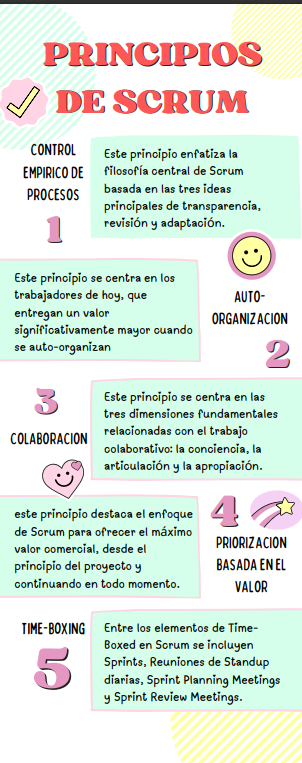 PRINCIPIOS
DE SCRUM
CONTROL
EMPIRICO DE
PROCESOS
1
Este principio enfatiza la
filosofía central de Scrum
basada en las tres ideas
principales de transparencia,
revisión y adaptación.
AUTO-
ORGANIZACION
2
Este principio se centra en los
trabajadores de hoy, que
entregan un valor
significativamente mayor cuando
se auto-organizan
3
COLABORACION
Este principio se centra en las
tres dimensiones fundamentales
relacionadas con el trabajo
colaborativo: la conciencia, la
articulación y la apropiación.
4
PRIORIZACION
BASADA EN EL
VALOR
este principio destaca el enfoque
de Scrum para ofrecer el máximo
valor comercial, desde el
principio del proyecto y
continuando en todo momento.
TIME-BOXING
5
Entre los elementos de Time-
Boxed en Scrum se incluyen
Sprints, Reuniones de Standup
diarias, Sprint Planning Meetings
y Sprint Review Meetings.